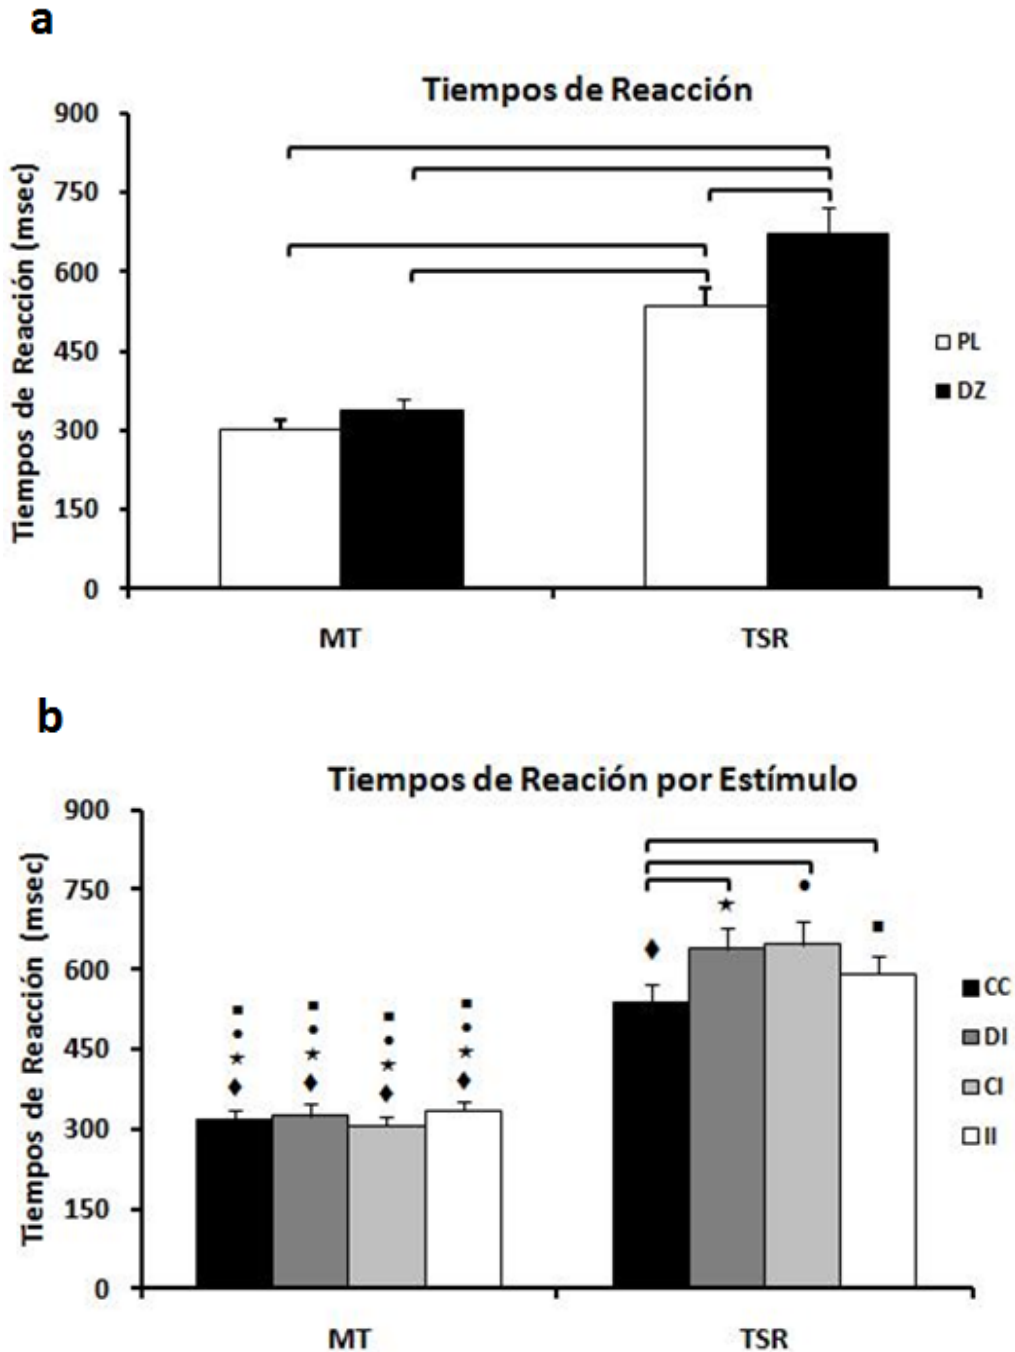 a
Tiempos de Reacción
Tiempos de Reacción (msec)
900
750
600
450
300
150
0
MT
TSR
PL
DZ
b
Tiempos de Reación por Estímulo
Tiempos de Reacción (msec)
900
750
600
450
300
150
0
MT
TSR
CC
DI
CI
II